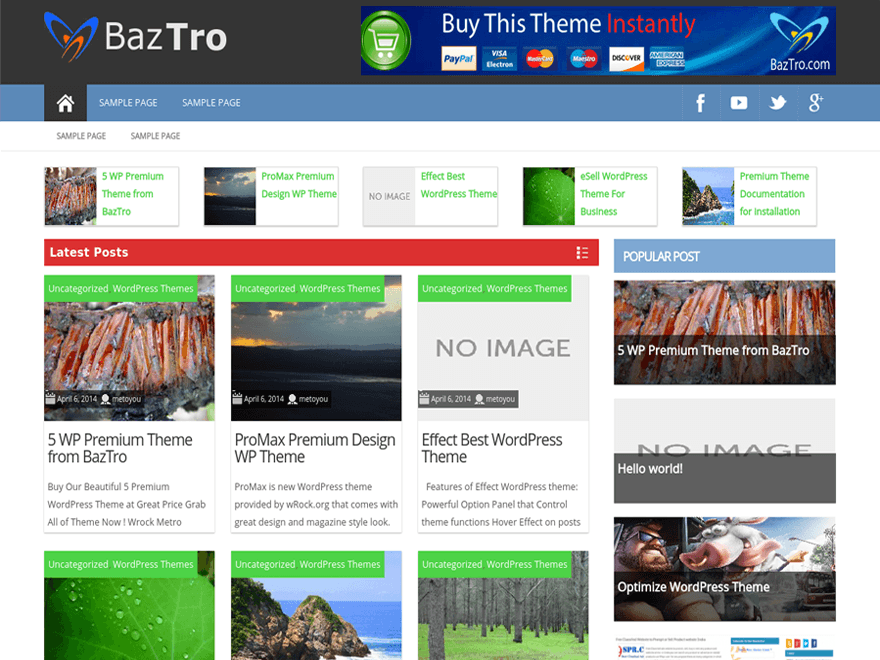 BazTro
Buy This Theme Instantly
PayPal
VISA
Electron
MasterCard
Maestro
DISCOVER
AMERICAN
EXPRESS
BazTro.com
SAMPLE PAGE
SAMPLE PAGE
SAMPLE PAGE
SAMPLE PAGE
5 WP Premium
Theme from
BazTro
ProMax Premium
Design WP Theme
NO IMAGE
Effect Best
WordPress Theme
eSell WordPress
Theme For
Business
Premium Theme
Documentation
for installation
Latest Posts
Uncategorized WordPress Themes
April 6, 2014 metoyou
5 WP Premium Theme
from BazTro
Buy Our Beautiful 5 Premium
WordPress Theme at Great Price Grab
All of Theme Now ! Wrock Metro
Uncategorized WordPress Themes
April 6, 2014 metoyou
ProMax Premium Design
WP Theme
ProMax is new WordPress theme
provided by wRock.org that comes with
great design and magazine style look.
Uncategorized WordPress Themes
NO IMAGE
April 6, 2014 metoyou
Effect Best WordPress
Theme
Features of Effect WordPress theme:
Powerful Option Panel that Control
theme functions Hover Effect on posts
Uncategorized WordPress Themes
Uncategorized WordPress Themes
Uncategorized WordPress Themes
POPULAR POST
5 WP Premium Theme from BazTro
NO IMAGE
Hello world!
Optimize WordPress Theme